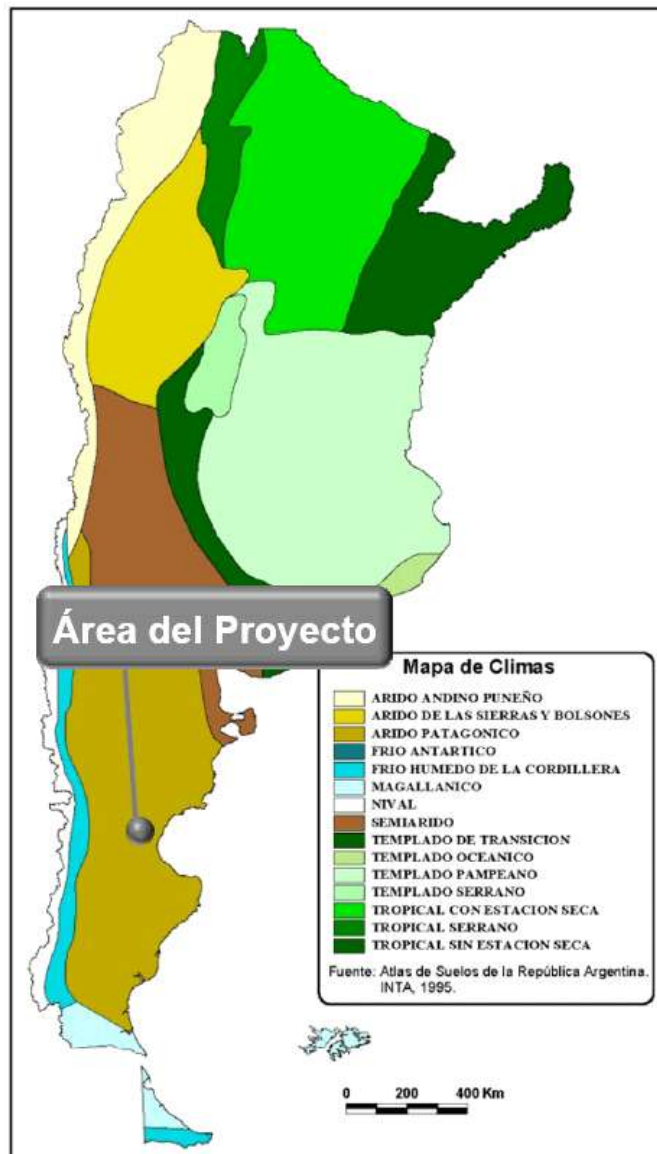 Área del Proyecto
Mapa de Climas
ARIDO ANDINO PUNEÑO
ARIDO DE LAS SIERRAS Y BOLSONES
ARIDO PATAGONICO
FRIO ANTARTICO
FRIO HUMEDO DE LA CORDILLERA
MAGALLANICO
NIVAL
SEMIARIDO
TEMPLADO DE TRANSICION
TEMPLADO OCEANICO
TEMPLADO PAMPEANO
TEMPLADO SERRANO
TROPICAL CON ESTACION SECA
TROPICAL SERRANO
TROPICAL SIN ESTACION SECA
Fuente: Atlas de Suelos de la República Argentina.
INTA, 1995.
0 200 400 Km